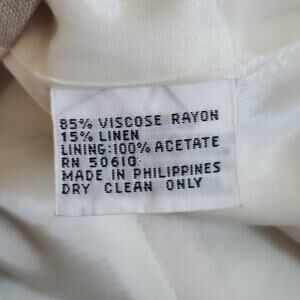 85% VISCOSE RAYON
15% LINEN
LINING:100% ACETATE
RN 50610
MADE IN PHILIPPINES
DRY CLEAN ONLY